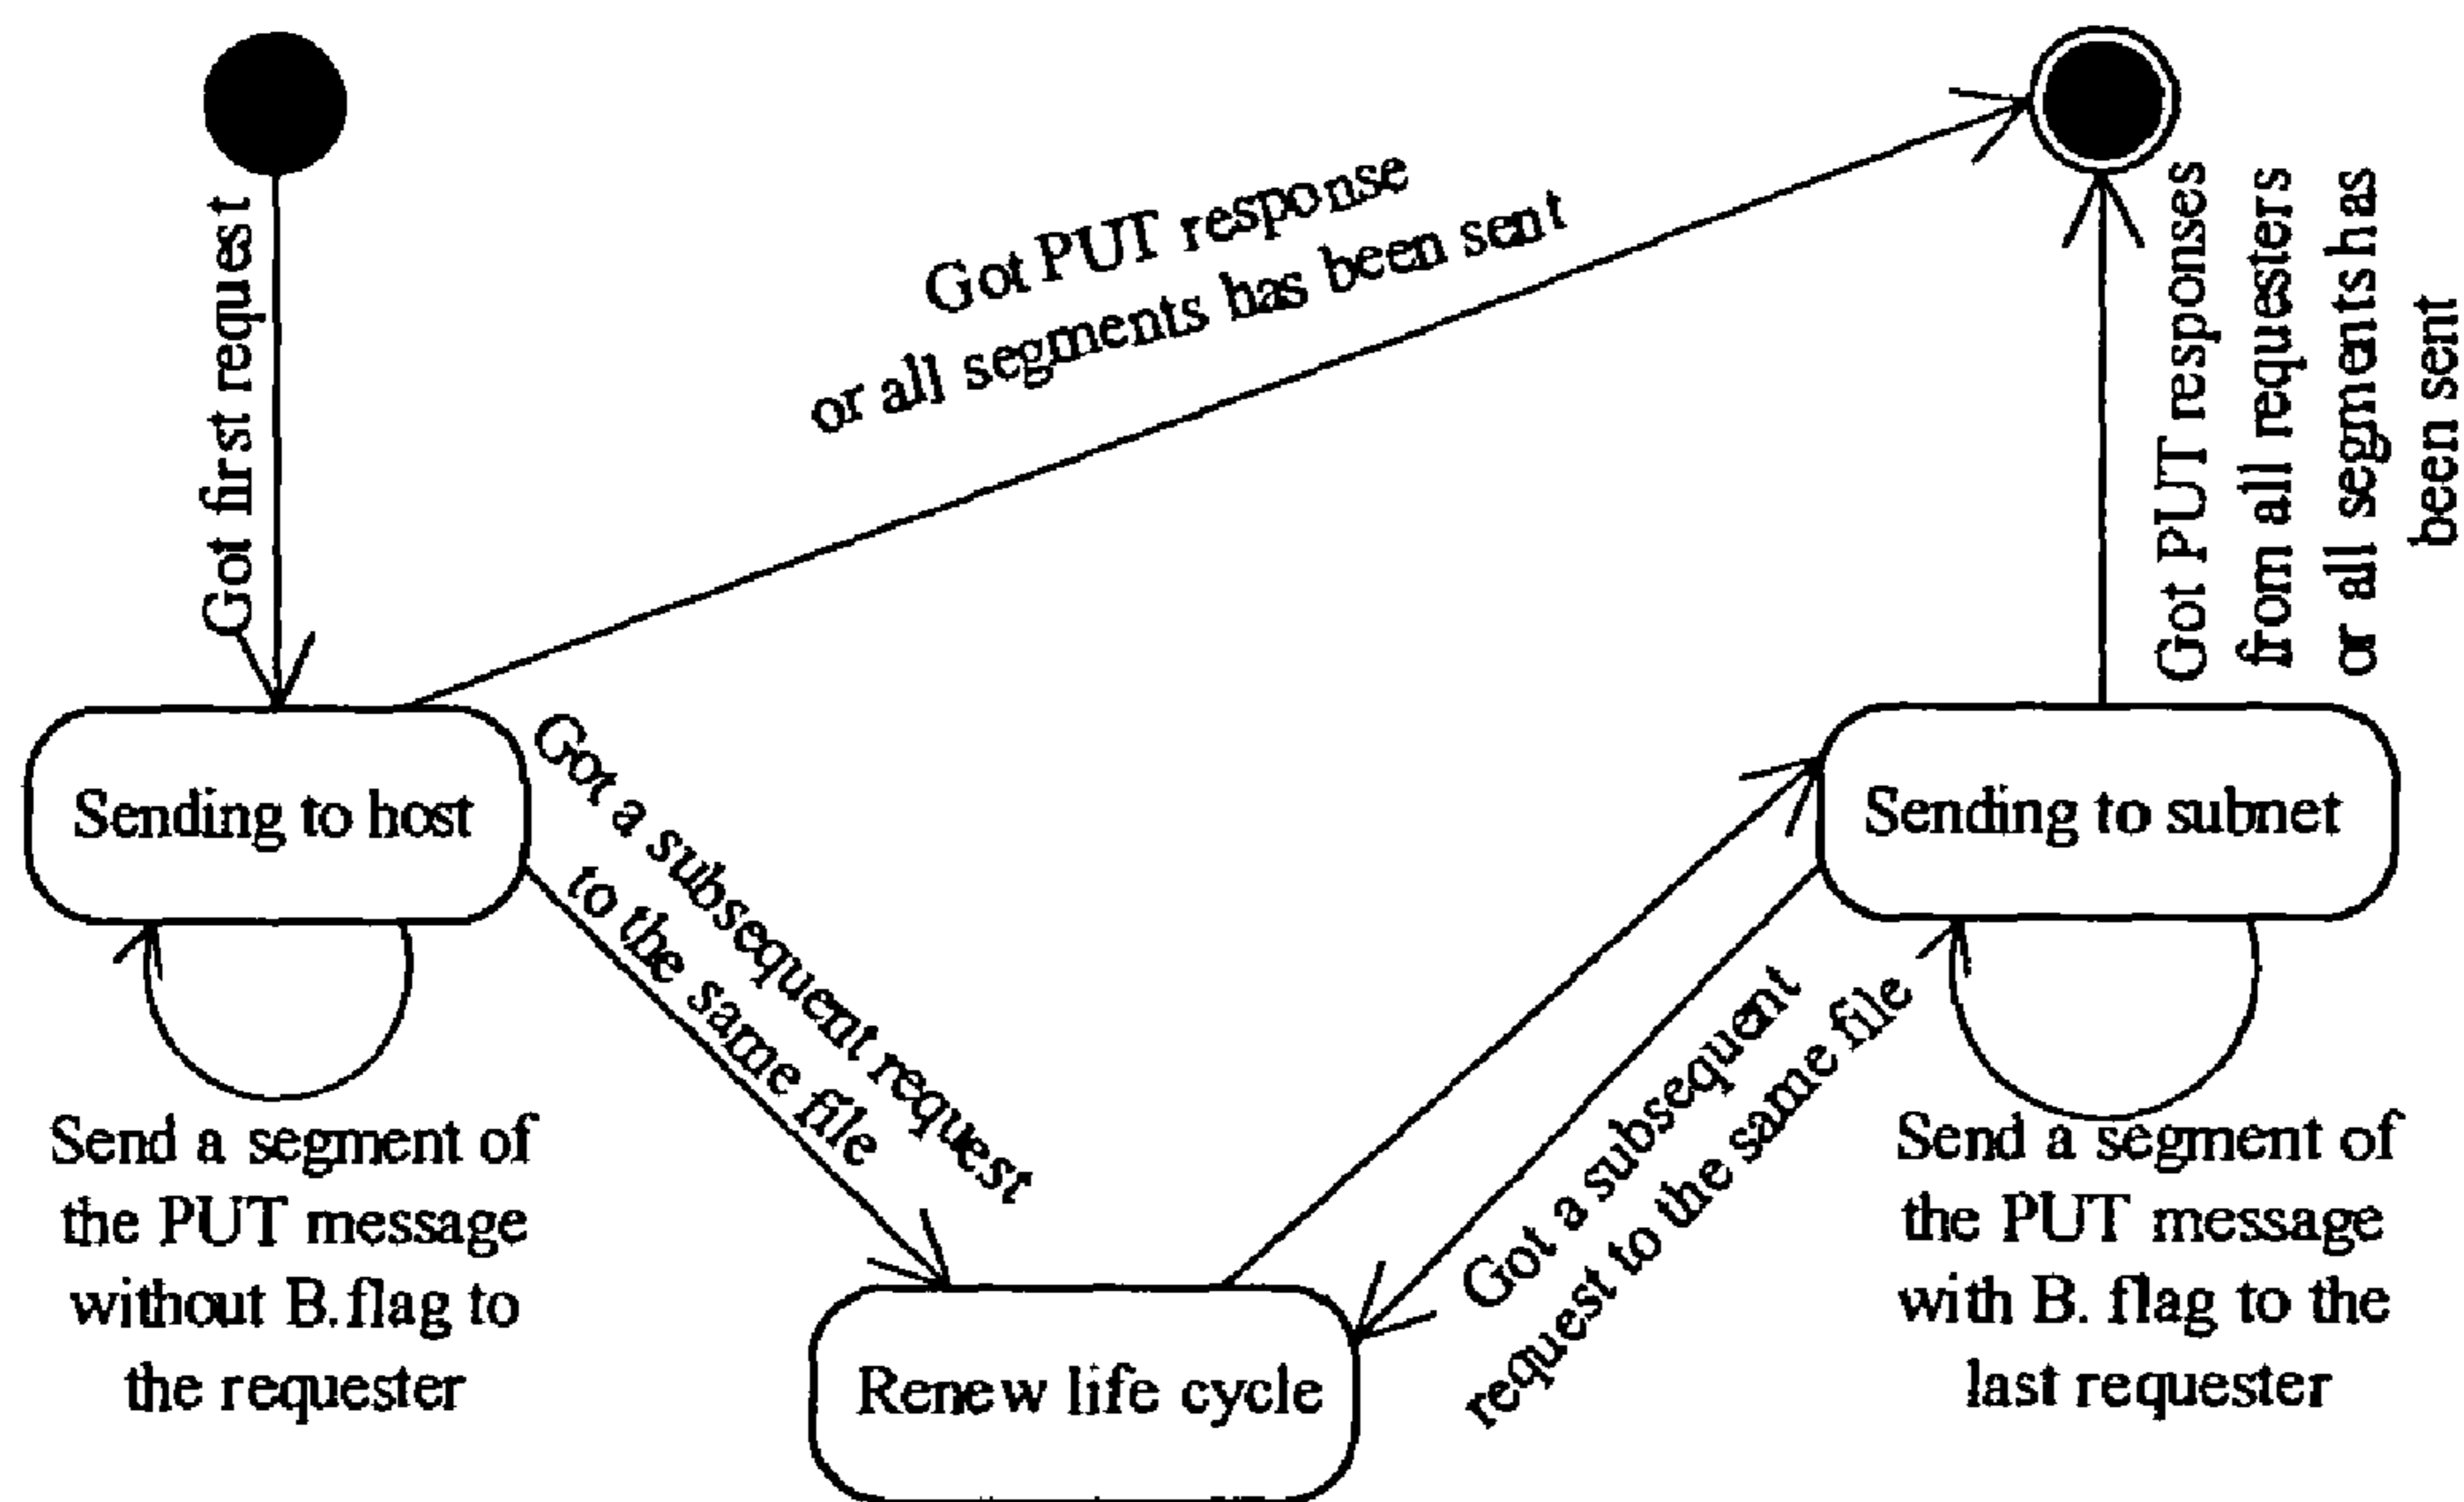 Got first request
Got PUT response
or all segments has been sent
Got PUT responses
from all requesters
or all segments has
been sent
Sending to host
Got a subsequent request
to the same file
Sending to subnet
Got a subsequent
request to the same file
Send a segment of
the PUT message
without B. flag to
the requester
Send a segment of
the PUT message
with B. flag to the
last requester
Renew life cycle